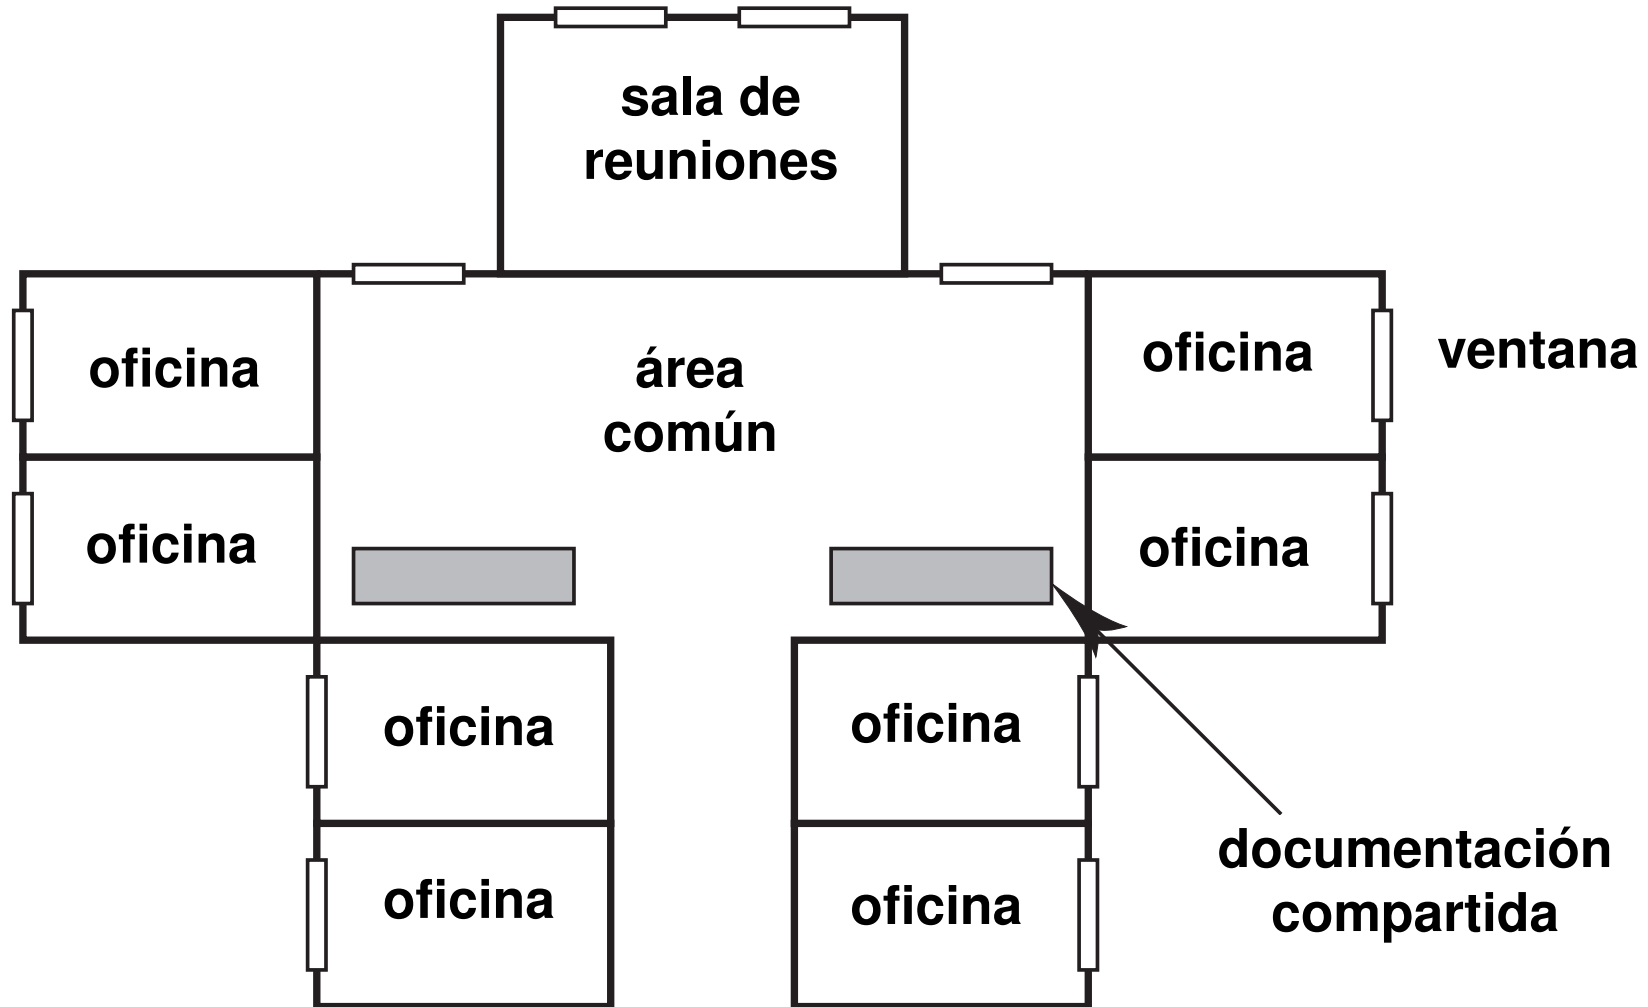 sala de
reuniones
oficina
área
común
oficina
ventana
oficina
oficina
oficina
oficina
oficina
oficina
documentación
compartida